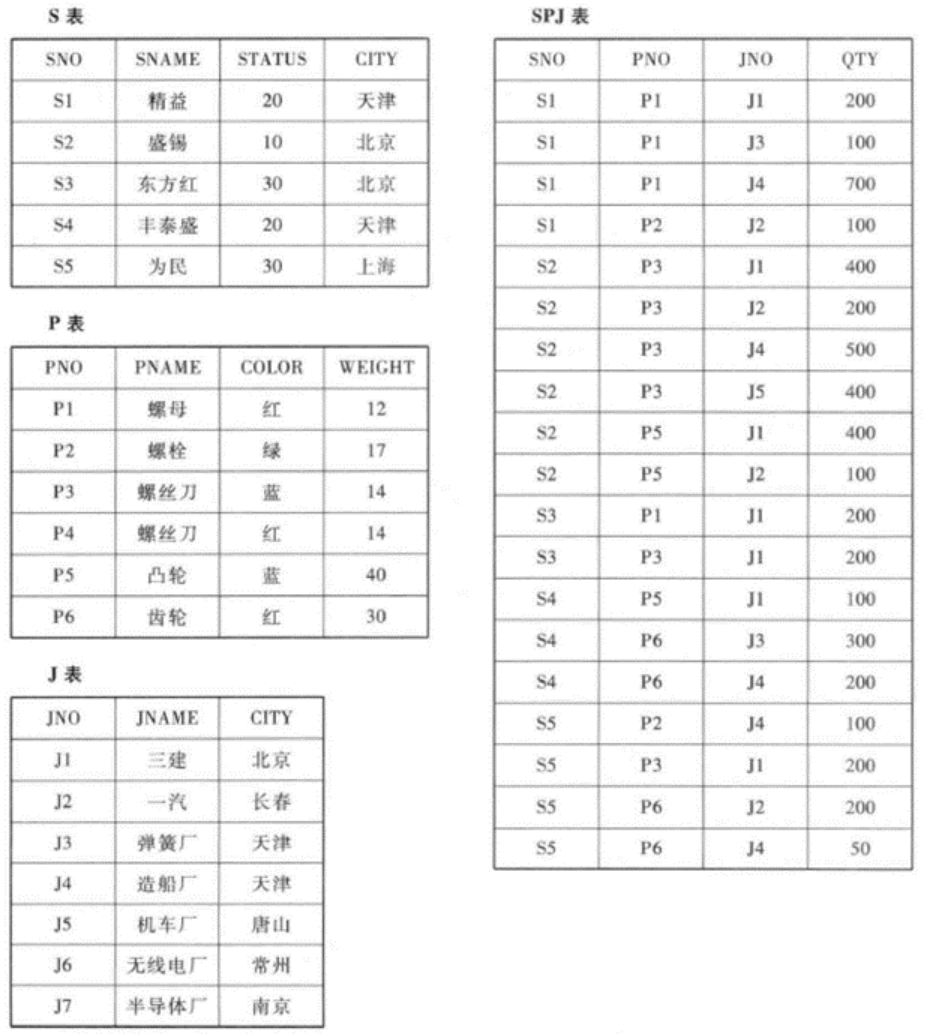 S 表
SNO SNAME STATUS CITY
S1 精益 20 天津
S2 盛锡 10 北京
S3 东方红 30 北京
S4 丰泰盛 20 天津
S5 为民 30 上海
P 表
PNO PNAME COLOR WEIGHT
P1 螺母 红 12
P2 螺栓 绿 17
P3 螺丝刀 蓝 14
P4 螺丝刀 红 14
P5 凸轮 蓝 40
P6 齿轮 红 30
J 表
JNO JNAME CITY
J1 三建 北京
J2 一汽 长春
J3 弹簧厂 天津
J4 造船厂 天津
J5 机车厂 唐山
J6 无线电厂 常州
J7 半导体厂 南京
SPJ 表
SNO PNO JNO QTY
S1 P1 J1 200
S1 P1 J3 100
S1 P1 J4 700
S1 P2 J2 100
S2 P3 J1 400
S2 P3 J2 200
S2 P3 J4 500
S2 P3 J5 400
S2 P5 J1 400
S2 P5 J2 100
S3 P1 J1 200
S3 P3 J1 200
S4 P5 J1 100
S4 P6 J3 300
S4 P6 J4 200
S5 P2 J4 100
S5 P3 J1 200
S5 P6 J2 200
S5 P6 J4 50